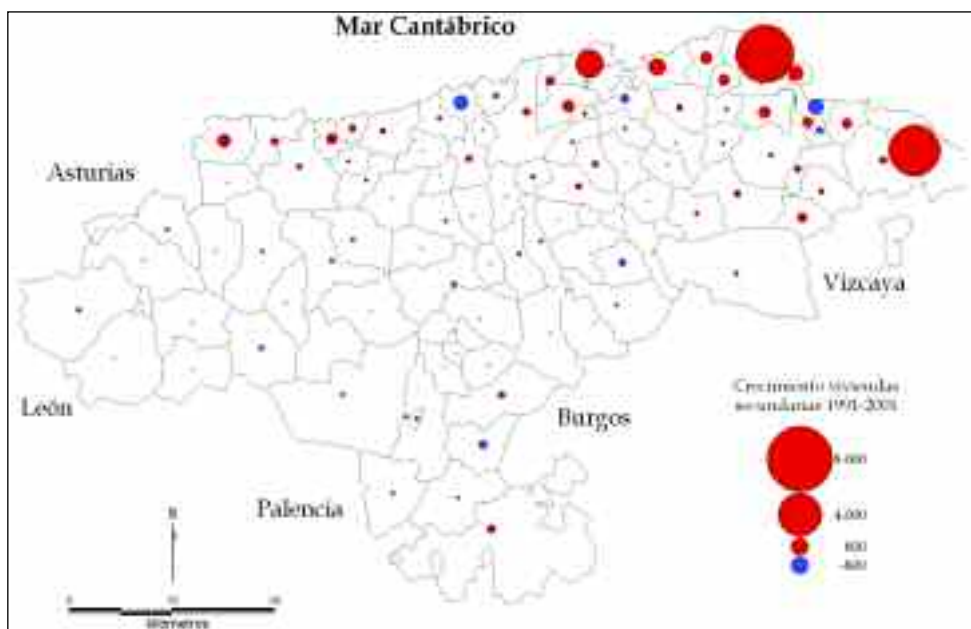 Mar Cantábrico
Asturias
Vizcaya
León
Burgos
Palencia
Crecimiento viviendas
secundarias 1991-2001
8.000
4.000
800
-800
N
0
kilómetros